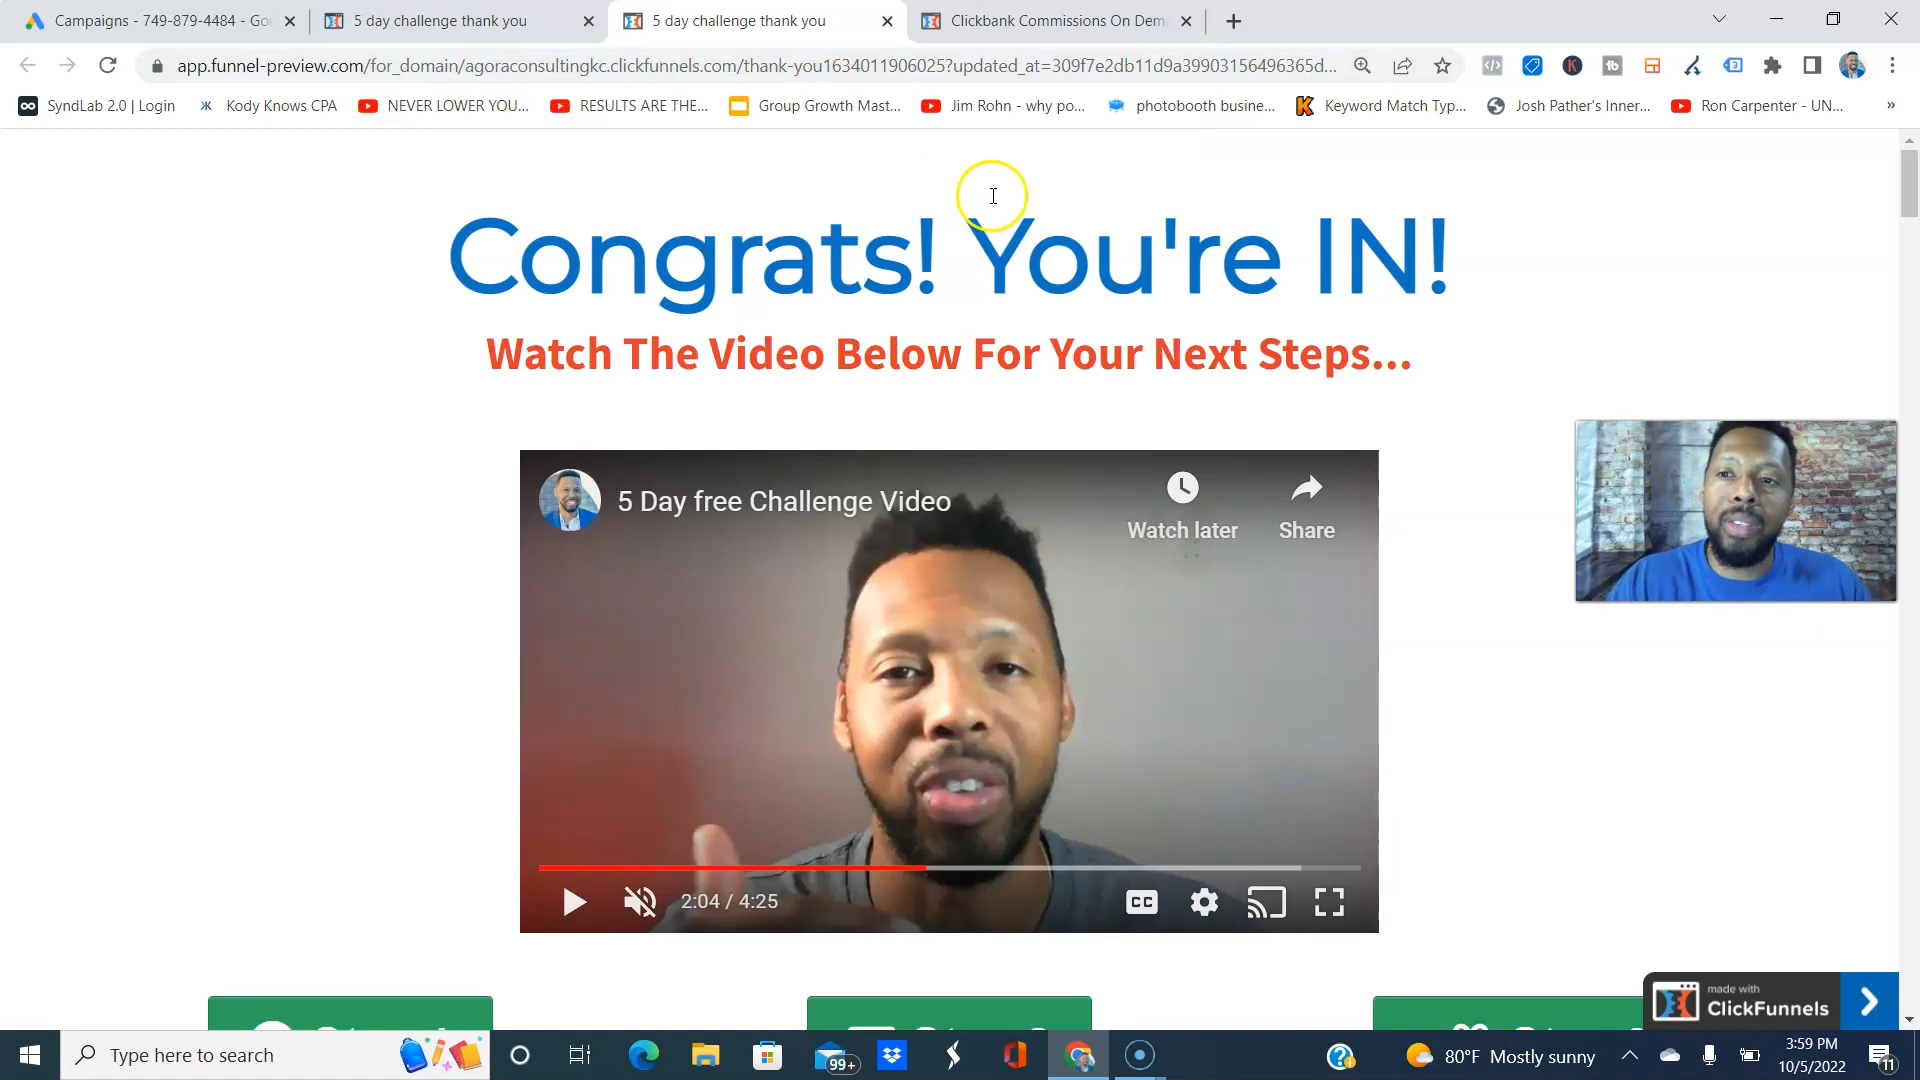 Campaigns - 749-879-4484 - Go
5 day challenge thank you
5 day challenge thank you
Clickbank Commissions On Dem
app.funnel-preview.com/for_domain/agoraconsultingkc.clickfunnels.com/thank-you1634011906025?updated_at=309f7e2db11d9a39903156496365d...
SyndLab 2.0 | Login
Kody Knows CPA
NEVER LOWER YOU...
RESULTS ARE THE...
Group Growth Mast...
Jim Rohn - why po...
photobooth busine...
Keyword Match Typ...
Josh Pather's Inner...
Ron Carpenter - UN...
»
Congrats! You're IN!
Watch The Video Below For Your Next Steps...
5 Day free Challenge Video
Watch later
Share
2:04 / 4:25
CC
made with
ClickFunnels
Type here to search
99+
80°F Mostly sunny
3:59 PM
10/5/2022
11